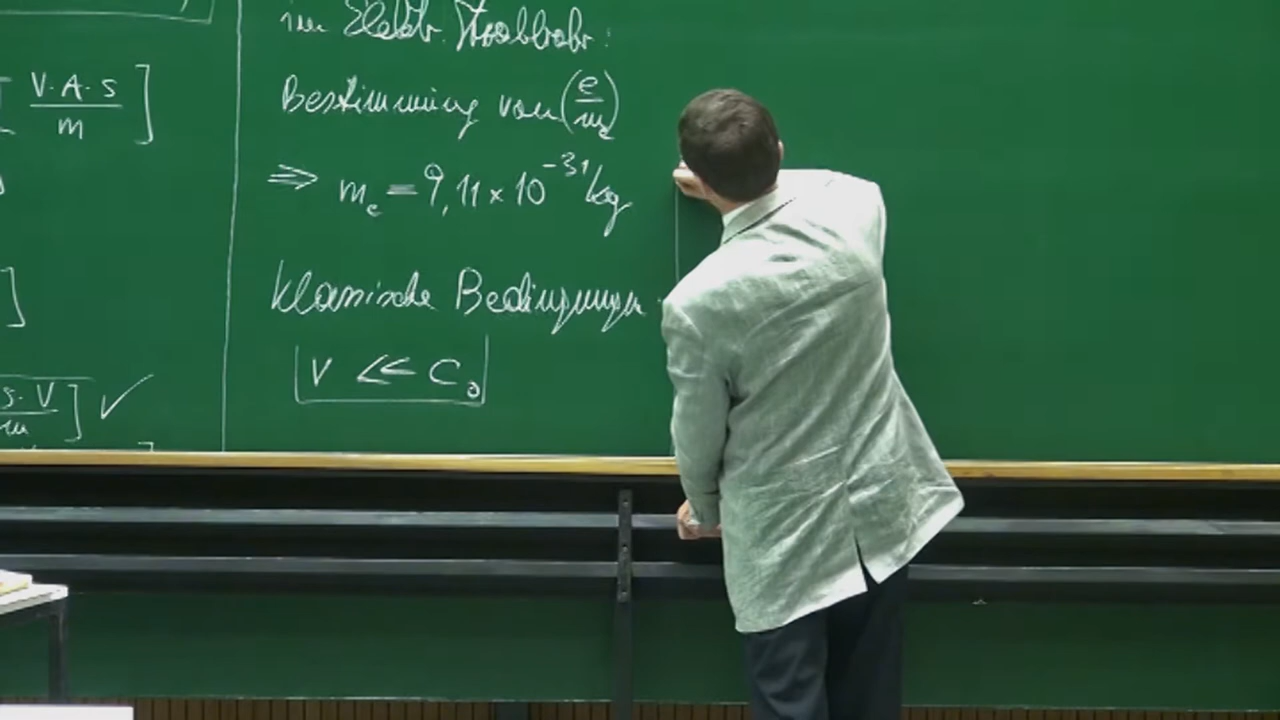 [V·A·s/m]
s·V/m] ✓
im Elektr. Strahlrohr:
Bestimmung von (e/mₑ)
⇒ mₑ = 9,11 × 10⁻³¹ kg
klassische Bedingungen
V << C₀